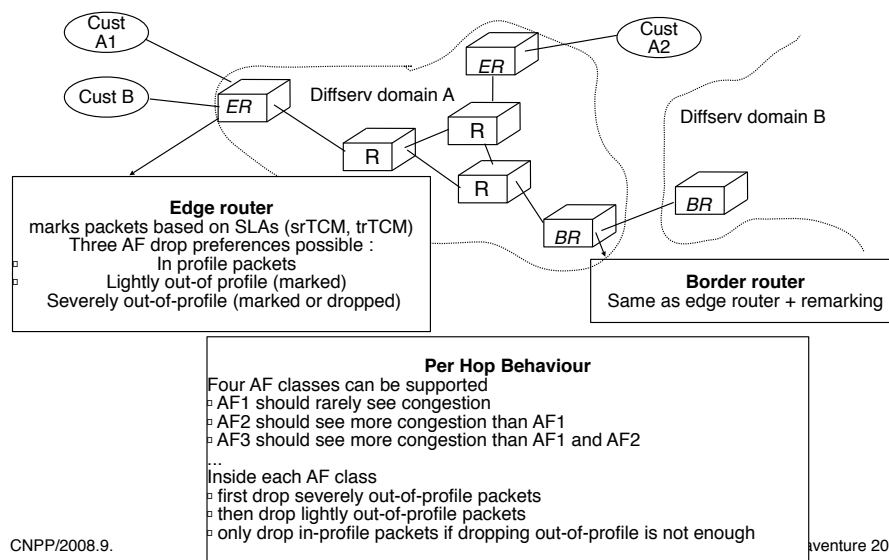 Cust
A1
Cust
A2
ER
Diffserv domain A
Cust B
ER
Diffserv domain B
R
R
R
BR
BR
Edge router
marks packets based on SLAs (srTCM, trTCM)
Three AF drop preferences possible :
In profile packets
Lightly out-of profile (marked)
Severely out-of-profile (marked or dropped)
Border router
Same as edge router + remarking
Per Hop Behaviour
Four AF classes can be supported
AF1 should rarely see congestion
AF2 should see more congestion than AF1
AF3 should see more congestion than AF1 and AF2
...
Inside each AF class
first drop severely out-of-profile packets
then drop lightly out-of-profile packets
only drop in-profile packets if dropping out-of-profile is not enough
CNPP/2008.9.
aventure 20